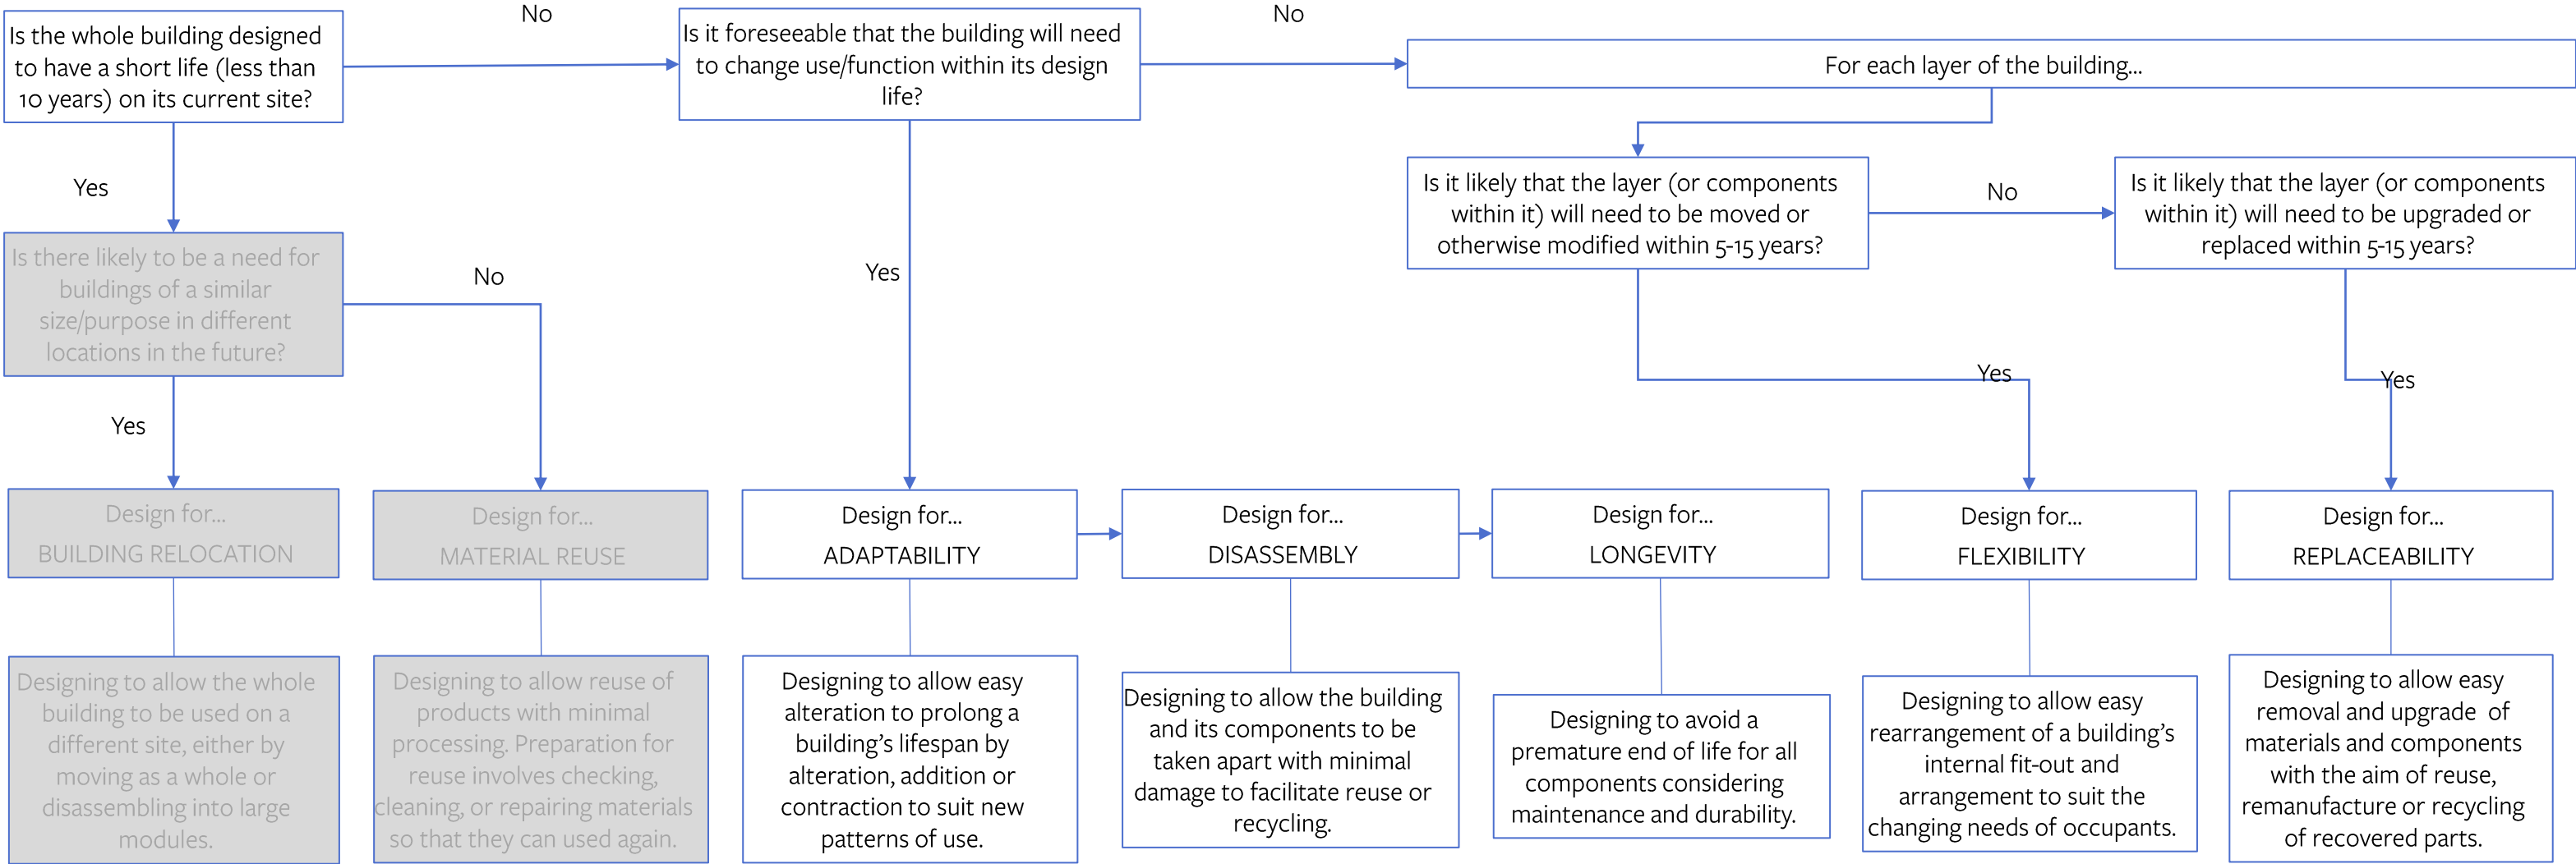 No
No
Is the whole building designed
to have a short life (less than
10 years) on its current site?
Is it foreseeable that the building will need
to change use/function within its design
life?
For each layer of the building...
Yes
Is it likely that the layer (or components
within it) will need to be moved or
otherwise modified within 5-15 years?
No
Is it likely that the layer (or components
within it) will need to be upgraded or
replaced within 5-15 years?
Is there likely to be a need for
buildings of a similar
size/purpose in different
locations in the future?
No
Yes
Yes
Yes
Yes
Design for...
BUILDING RELOCATION
Design for...
MATERIAL REUSE
Design for...
ADAPTABILITY
Design for...
DISASSEMBLY
Design for...
LONGEVITY
Design for...
FLEXIBILITY
Design for...
REPLACEABILITY
Designing to allow the whole
building to be used on a
different site, either by
moving as a whole or
disassembling into large
modules.
Designing to allow reuse of
products with minimal
processing. Preparation for
reuse involves checking,
cleaning, or repairing materials
so that they can used again.
Designing to allow easy
alteration to prolong a
building's lifespan by
alteration, addition or
contraction to suit new
patterns of use.
Designing to allow the building
and its components to be
taken apart with minimal
damage to facilitate reuse or
recycling.
Designing to avoid a
premature end of life for all
components considering
maintenance and durability.
Designing to allow easy
rearrangement of a building's
internal fit-out and
arrangement to suit the
changing needs of occupants.
Designing to allow easy
removal and upgrade of
materials and components
with the aim of reuse,
remanufacture or recycling
of recovered parts.